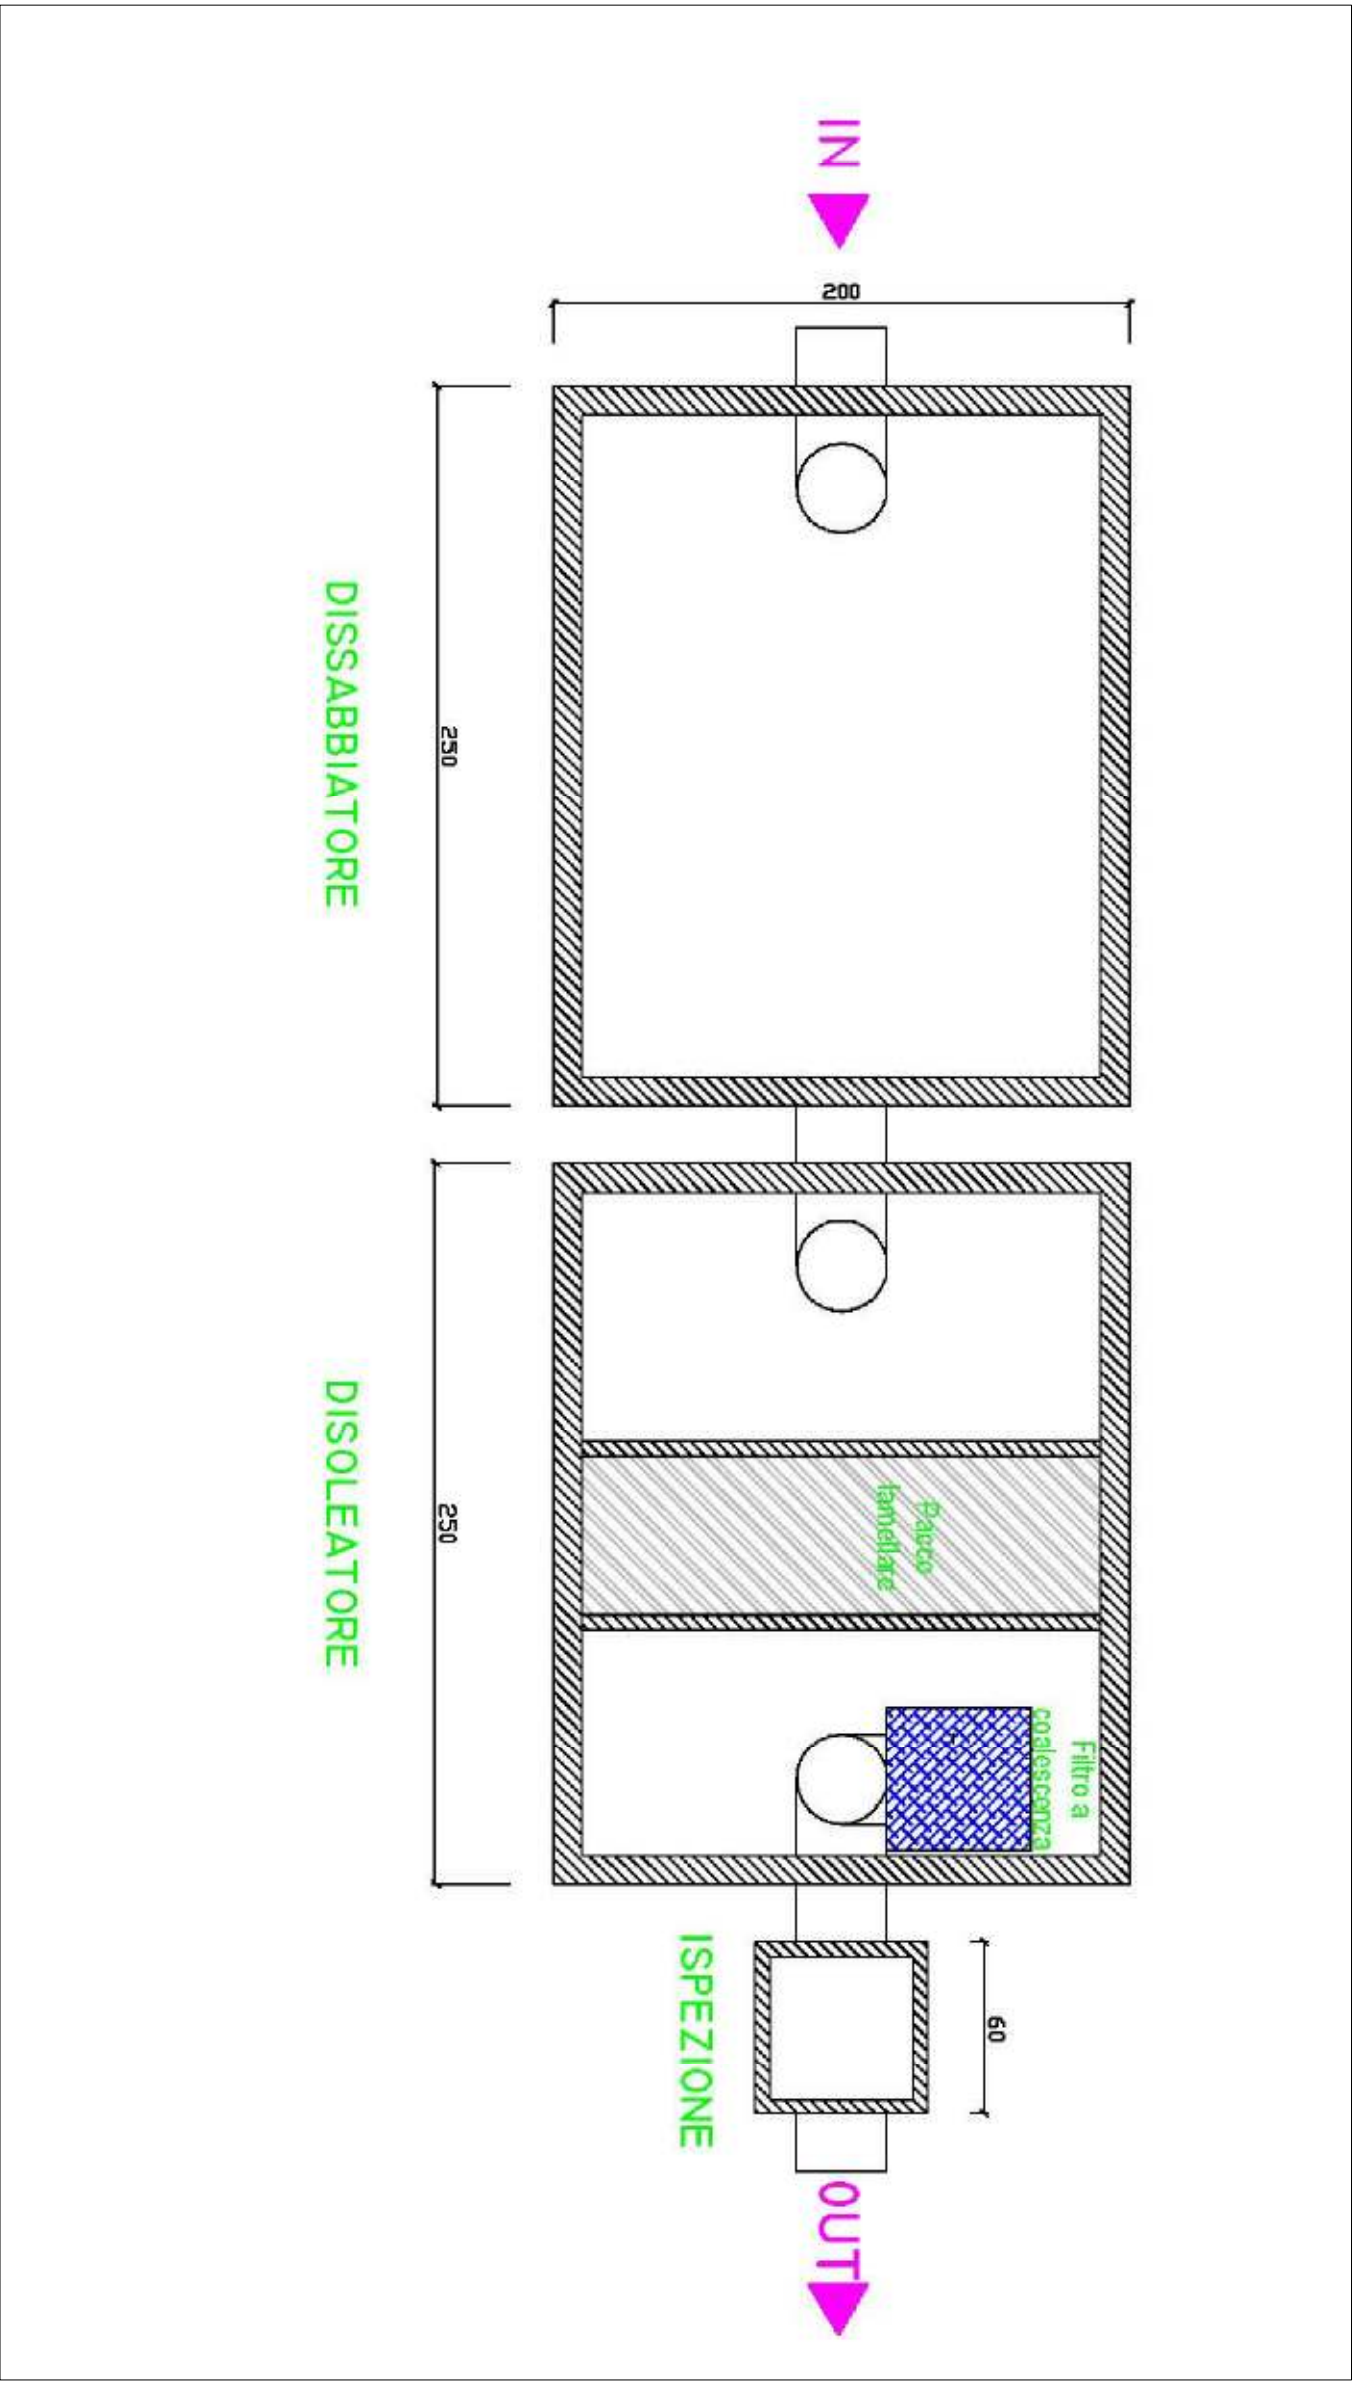 IN
200
250
DISSABBIATORE
250
DISOLEATORE
Pacco
lamellare
Filtro a
coalescenza
ISPEZIONE
60
OUT